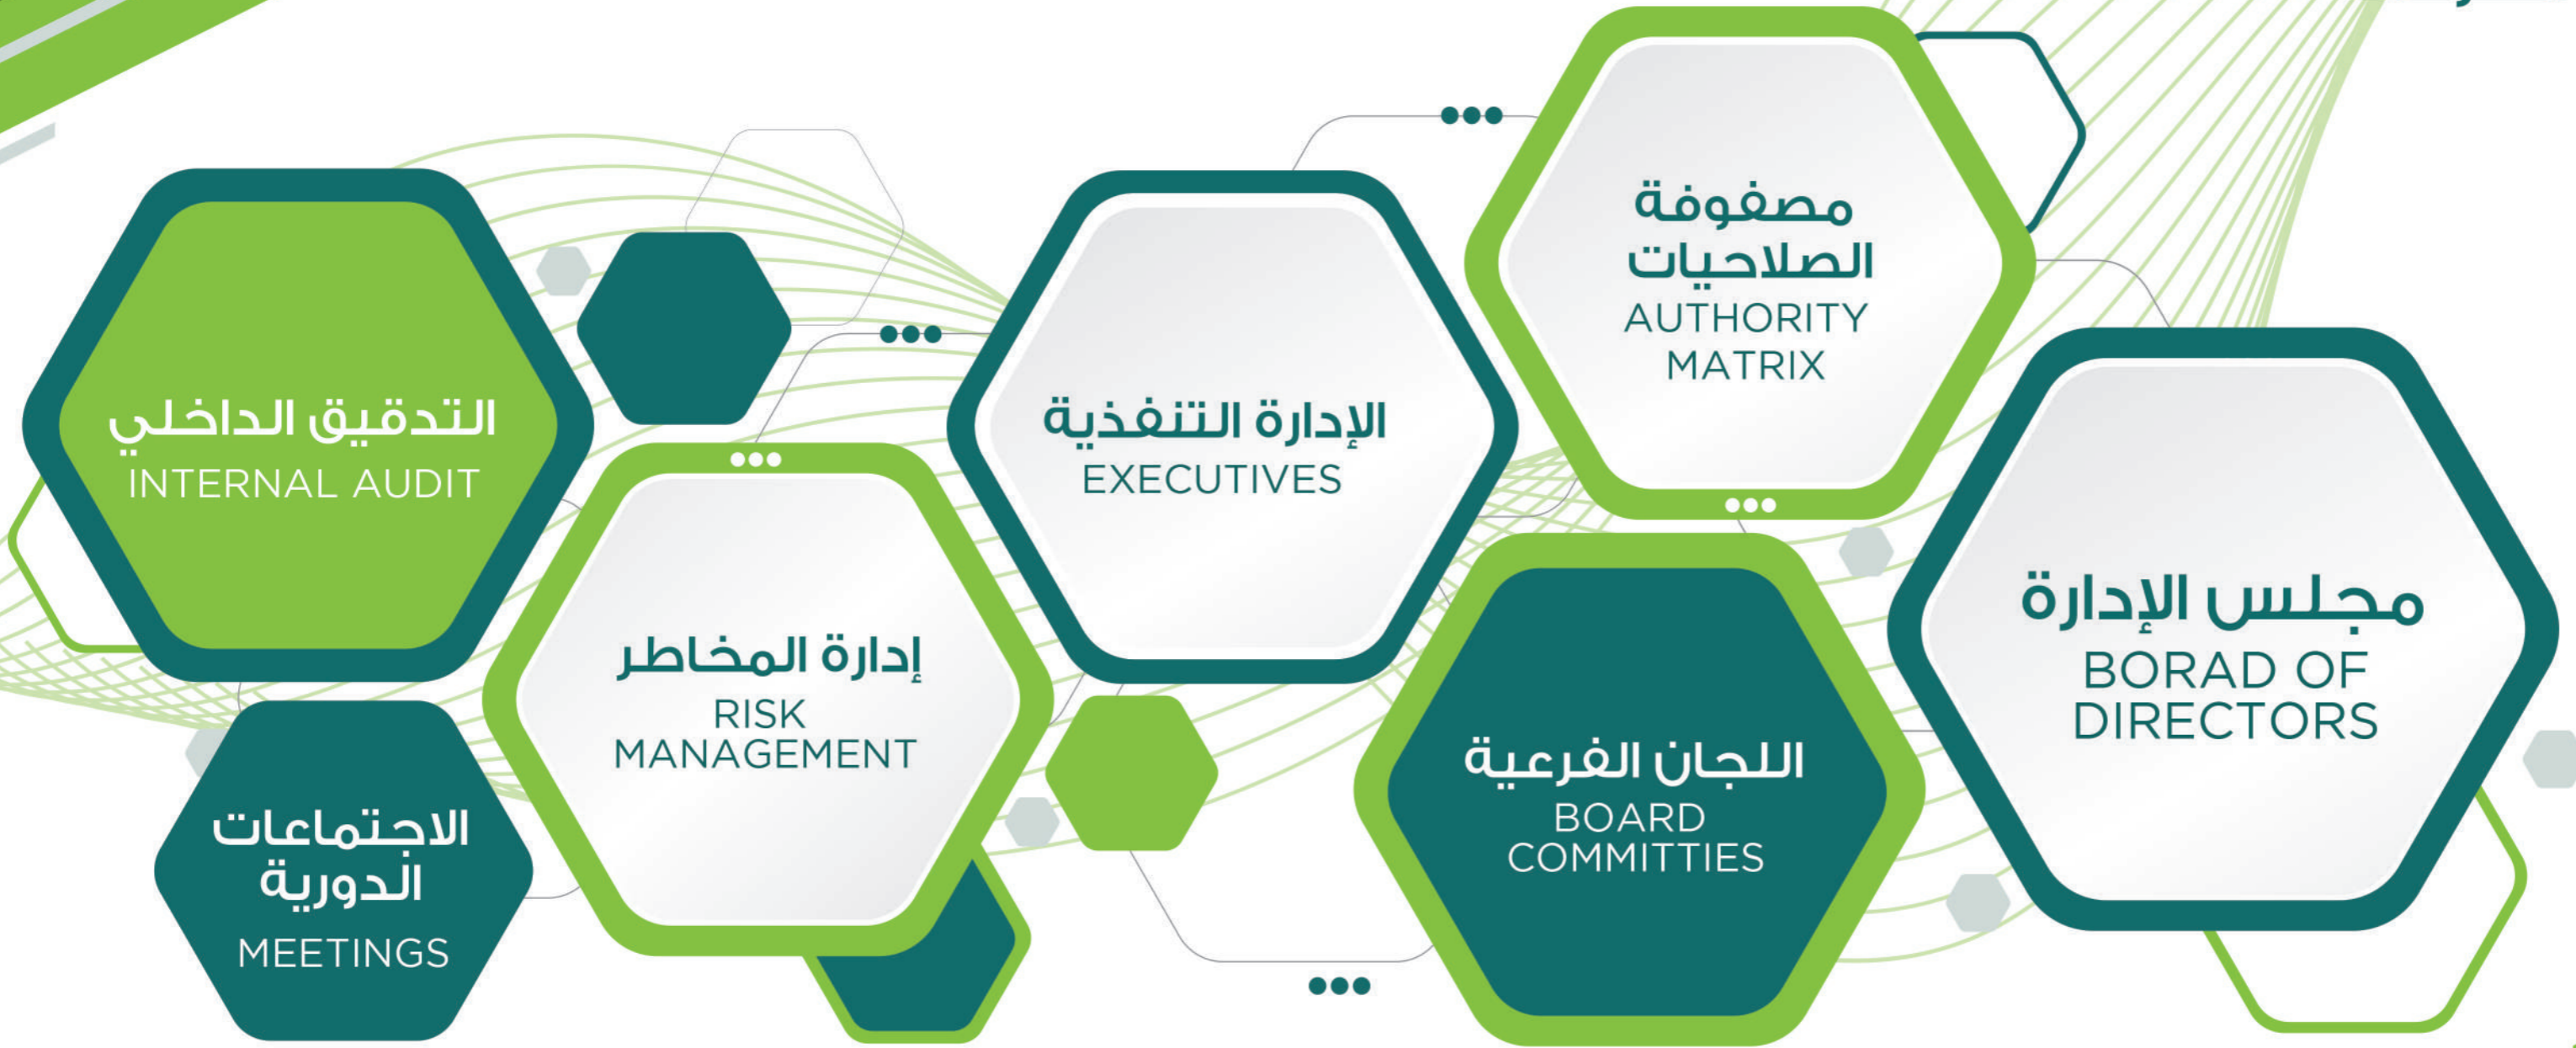 مصفوفة
الصلاحيات
AUTHORITY
MATRIX
مجلس الإدارة
BORAD OF
DIRECTORS
اللجان الفرعية
BOARD
COMMITTIES
الإدارة التنفذية
EXECUTIVES
إدارة المخاطر
RISK
MANAGEMENT
التدقيق الداخلي
INTERNAL AUDIT
الاجتماعات
الدورية
MEETINGS